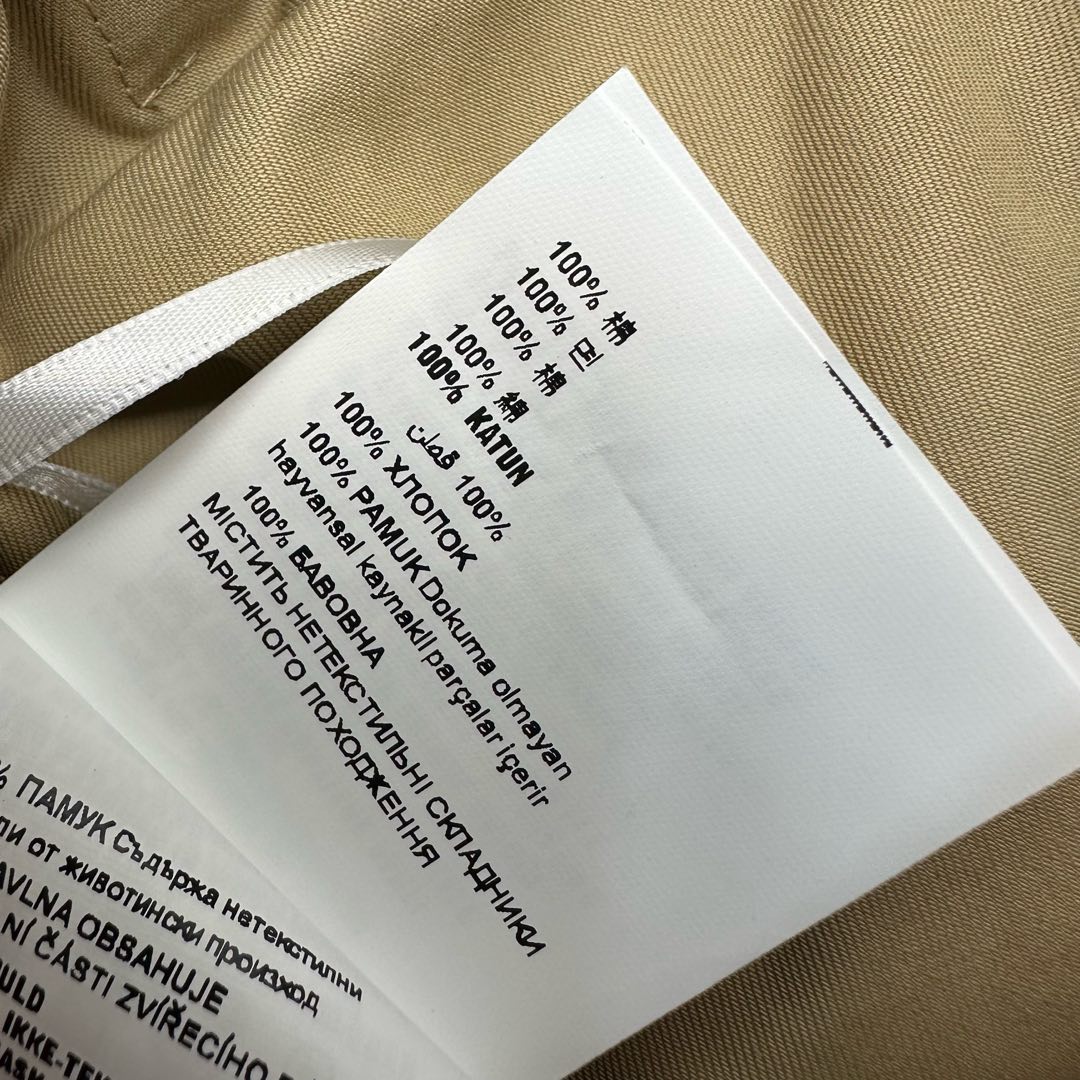 100% 棉
100% 면
100% 棉
100% 綿
100% KATUN
100% قطن
100% ХЛОПОК
100% PAMUK Dokuma olmayan
hayvansal kaynaklı parçalar içerir
100% БАВОВНА
МІСТИТЬ НЕТЕКСТИЛЬНІ СКЛАДНИКИ
ТВАРИННОГО ПОХОДЖЕННЯ
% ПАМУК Съдържа нетекстилни
от животински произход
AVLNA OBSAHUJE
NÍ ČÁSTI ZVÍŘECÍHO
ULD
IKKE-TEK